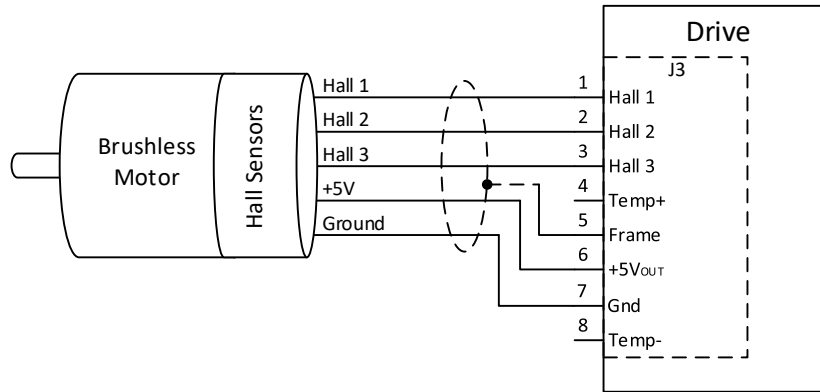 Drive
J3
Brushless
Motor
Hall Sensors
Hall 1
Hall 2
Hall 3
+5V
Ground
1 Hall 1
2 Hall 2
3 Hall 3
4 Temp+
5 Frame
6 +5VOUT
7 Gnd
8 Temp-